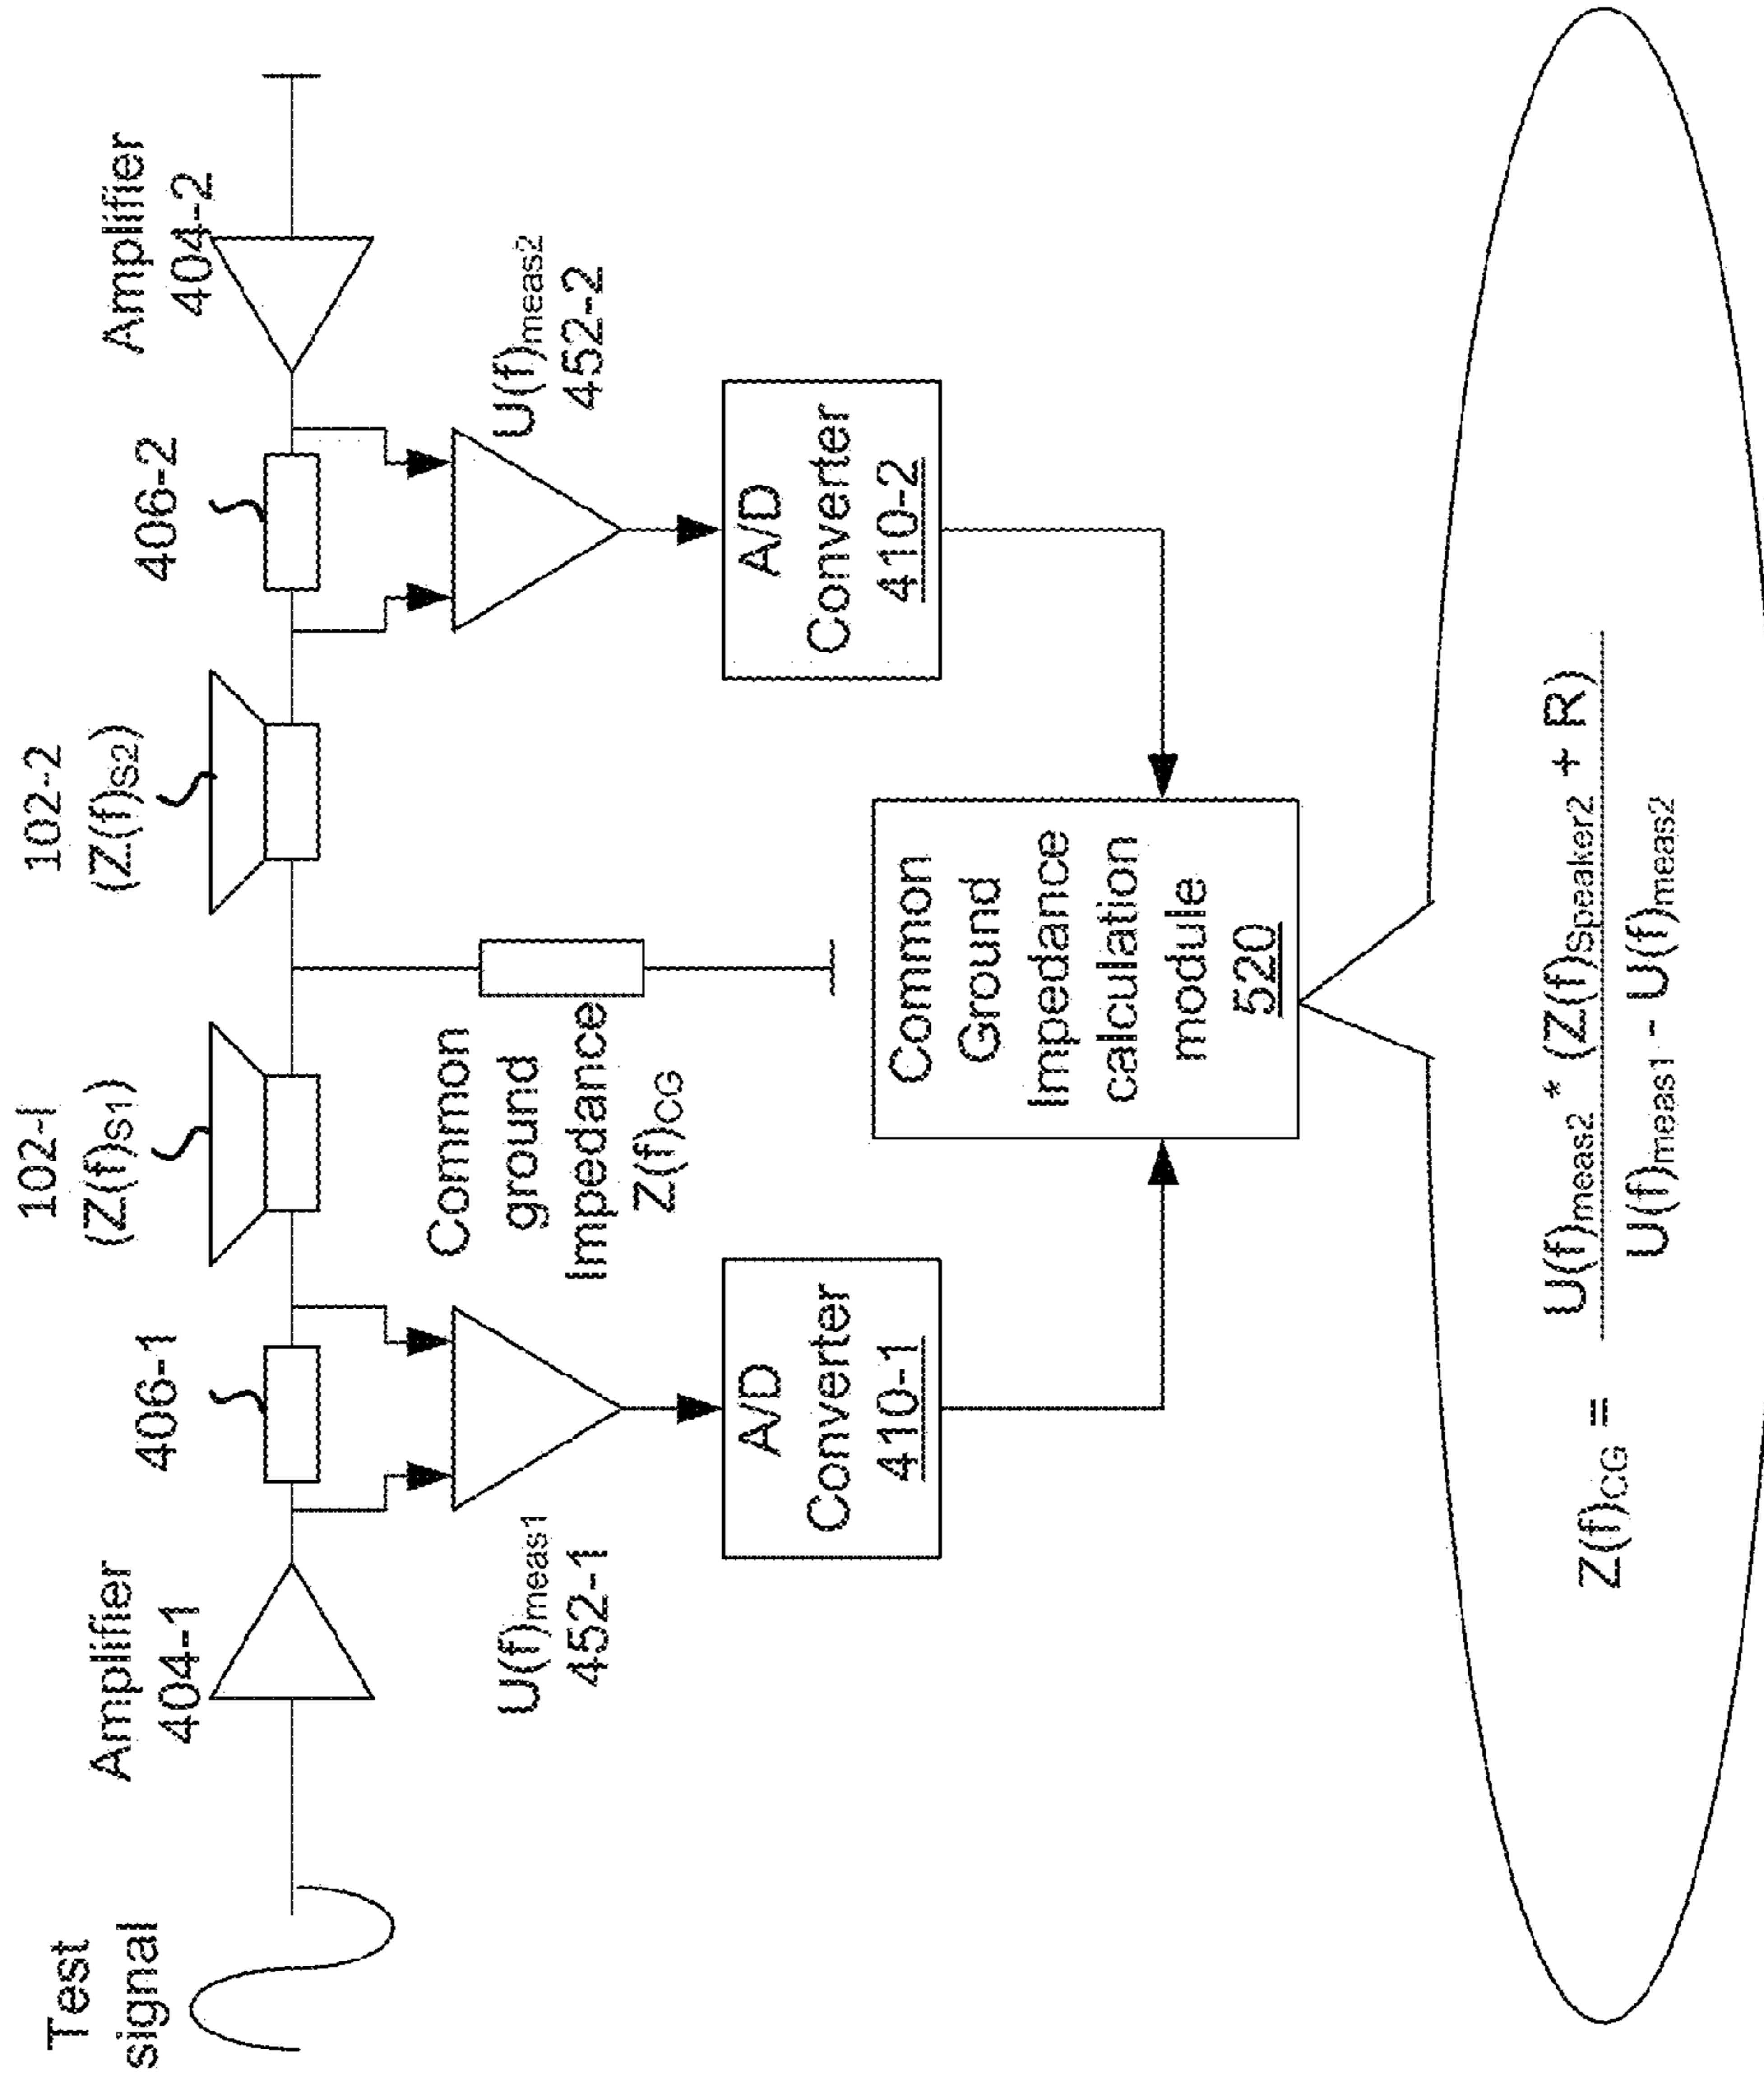 Test
signal
Amplifier
404-1
406-1
102-1
(Z(f)S1)
102-2
(Z(f)S2)
406-2
Amplifier
404-2
U(f)meas1
452-1
Common
ground
Impedance
Z(f)CG
U(f)meas2
452-2
A/D
Converter
410-1
A/D
Converter
410-2
Common
Ground
Impedance
calculation
module
520
Z(f)CG =
U(f)meas2 * (Z(f)Speaker2 + R)
U(f)meas1 - U(f)meas2